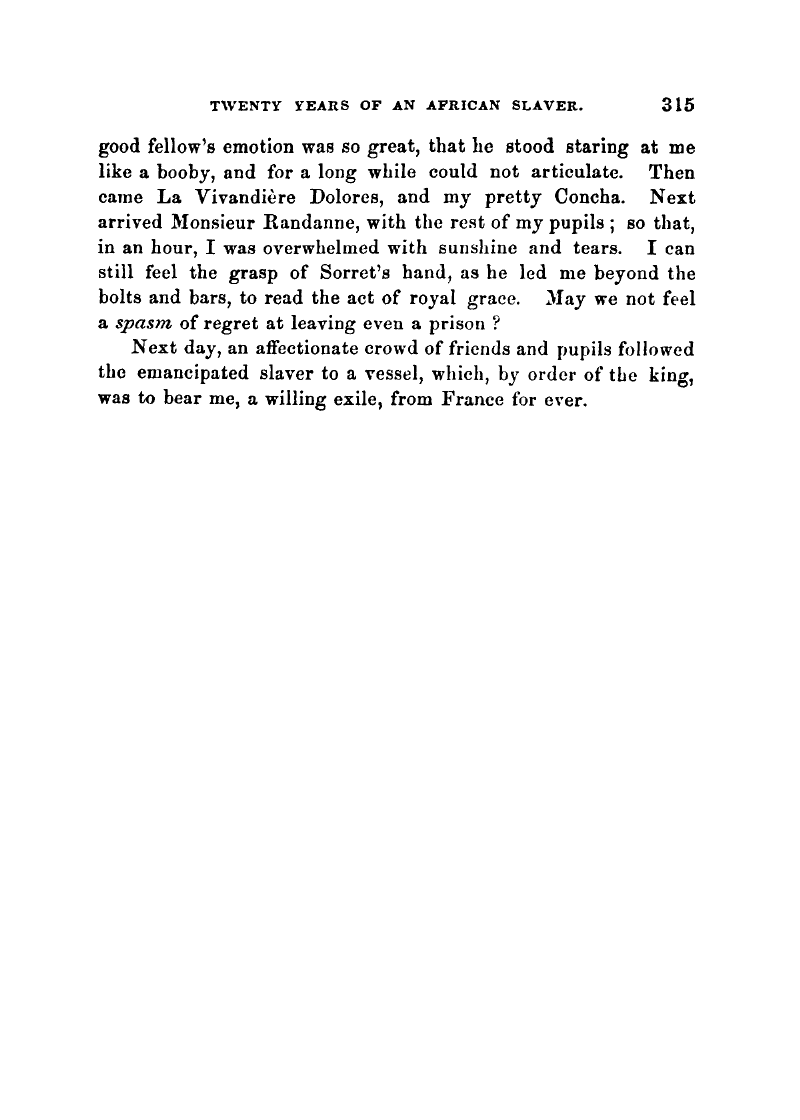 TWENTY YEARS OF AN AFRICAN SLAVER. 315
good fellow's emotion was so great, that he stood staring at me
like a booby, and for a long while could not articulate. Then
came La Vivandière Dolores, and my pretty Concha. Next
arrived Monsieur Randanne, with the rest of my pupils ; so that,
in an hour, I was overwhelmed with sunshine and tears. I can
still feel the grasp of Sorret's hand, as he led me beyond the
bolts and bars, to read the act of royal grace. May we not feel
a spasm of regret at leaving even a prison ?
Next day, an affectionate crowd of friends and pupils followed
the emancipated slaver to a vessel, which, by order of the king,
was to bear me, a willing exile, from France for ever.